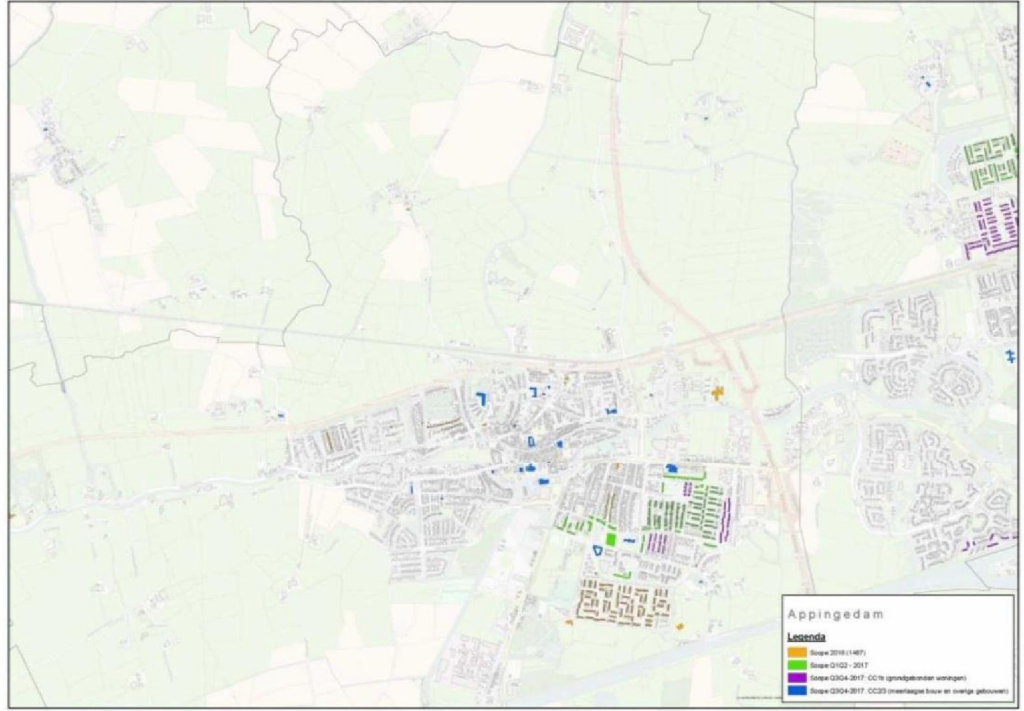 Appingedam
Legenda
Scope 2016 (1467)
Scope Q1Q2 - 2017
Scope Q3Q4-2017: CC1b (grondgebonden woningen)
Scope Q3Q4-2017: CC2/3 (meerlaagse bouw en overige gebouwen)